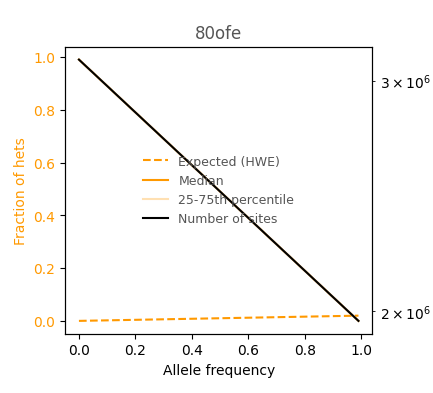 80ofe
1.0
0.8
0.6
0.4
0.2
0.0
Fraction of hets
3 × 10⁶
2 × 10⁶
Expected (HWE)
Median
25-75th percentile
Number of sites
0.0 0.2 0.4 0.6 0.8 1.0
Allele frequency